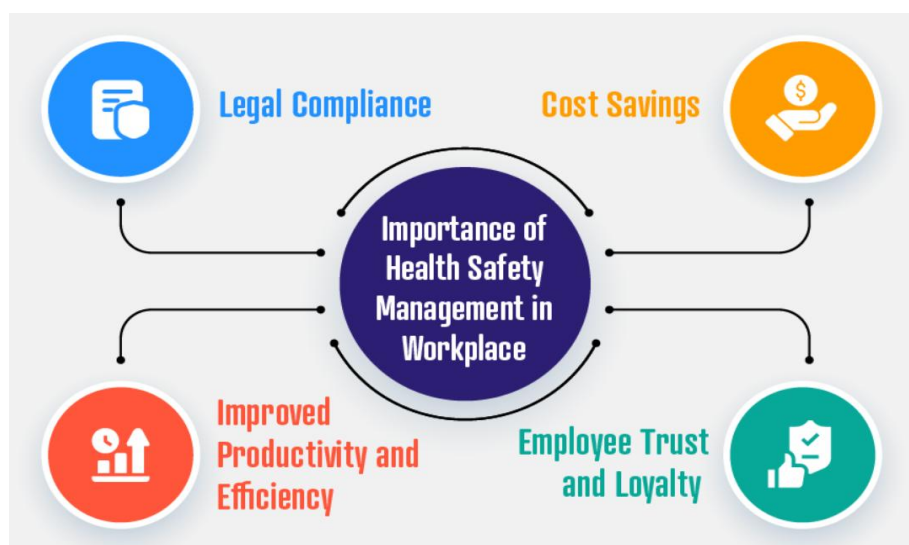 Legal Compliance
Cost Savings
Importance of
Health Safety
Management in
Workplace
Improved
Productivity and
Efficiency
Employee Trust
and Loyalty
$